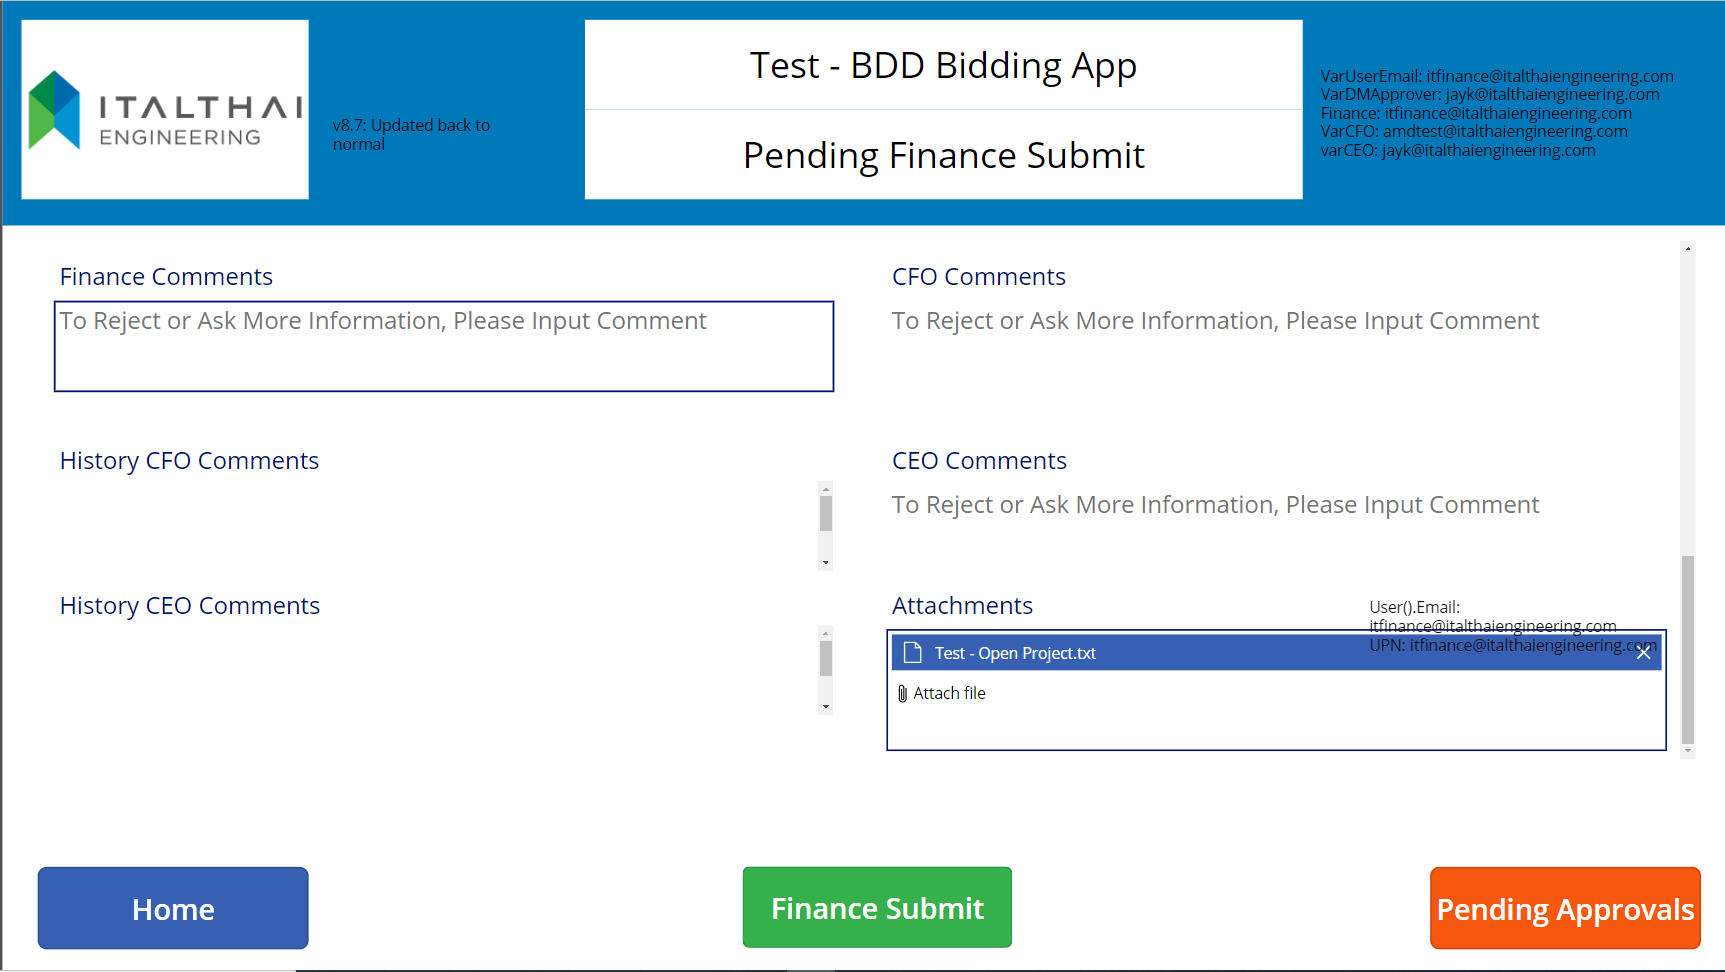 ITALTHAI
ENGINEERING
v8.7: Updated back to
normal
Test - BDD Bidding App
Pending Finance Submit
VarUserEmail: itfinance@italthaiengineering.com
VarDMApprover: jayk@italthaiengineering.com
Finance: itfinance@italthaiengineering.com
VarCFO: amdtest@italthaiengineering.com
varCEO: jayk@italthaiengineering.com
Finance Comments
To Reject or Ask More Information, Please Input Comment
CFO Comments
To Reject or Ask More Information, Please Input Comment
History CFO Comments
CEO Comments
To Reject or Ask More Information, Please Input Comment
History CEO Comments
Attachments
User().Email:
itfinance@italthaiengineering.com
UPN: itfinance@italthaiengineering.com
Test - Open Project.txt
Attach file
Home
Finance Submit
Pending Approvals